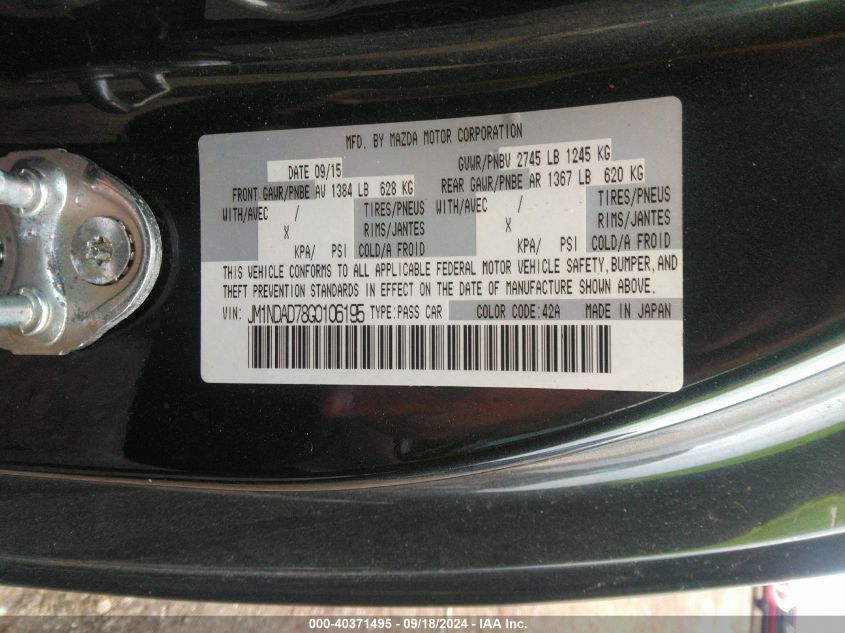 MFD. BY MAZDA MOTOR CORPORATION
DATE 09/15 GVWR/PNBV 2745 LB 1245 KG
FRONT GAWR/PNBE AV 1384 LB 628 KG REAR GAWR/PNBE AR 1367 LB 620 KG
WITH/AVEC / TIRES/PNEUS WITH/AVEC / TIRES/PNEUS
X RIMS/JANTES X RIMS/JANTES
KPA/ PSI COLD/A FROID KPA/ PSI COLD/A FROID
THIS VEHICLE CONFORMS TO ALL APPLICABLE FEDERAL MOTOR VEHICLE SAFETY, BUMPER, AND
THEFT PREVENTION STANDARDS IN EFFECT ON THE DATE OF MANUFACTURE SHOWN ABOVE.
VIN: JM1NDAD78G0106195 TYPE:PASS CAR COLOR CODE:42A MADE IN JAPAN
000-40371495 - 09/18/2024 - IAA Inc.